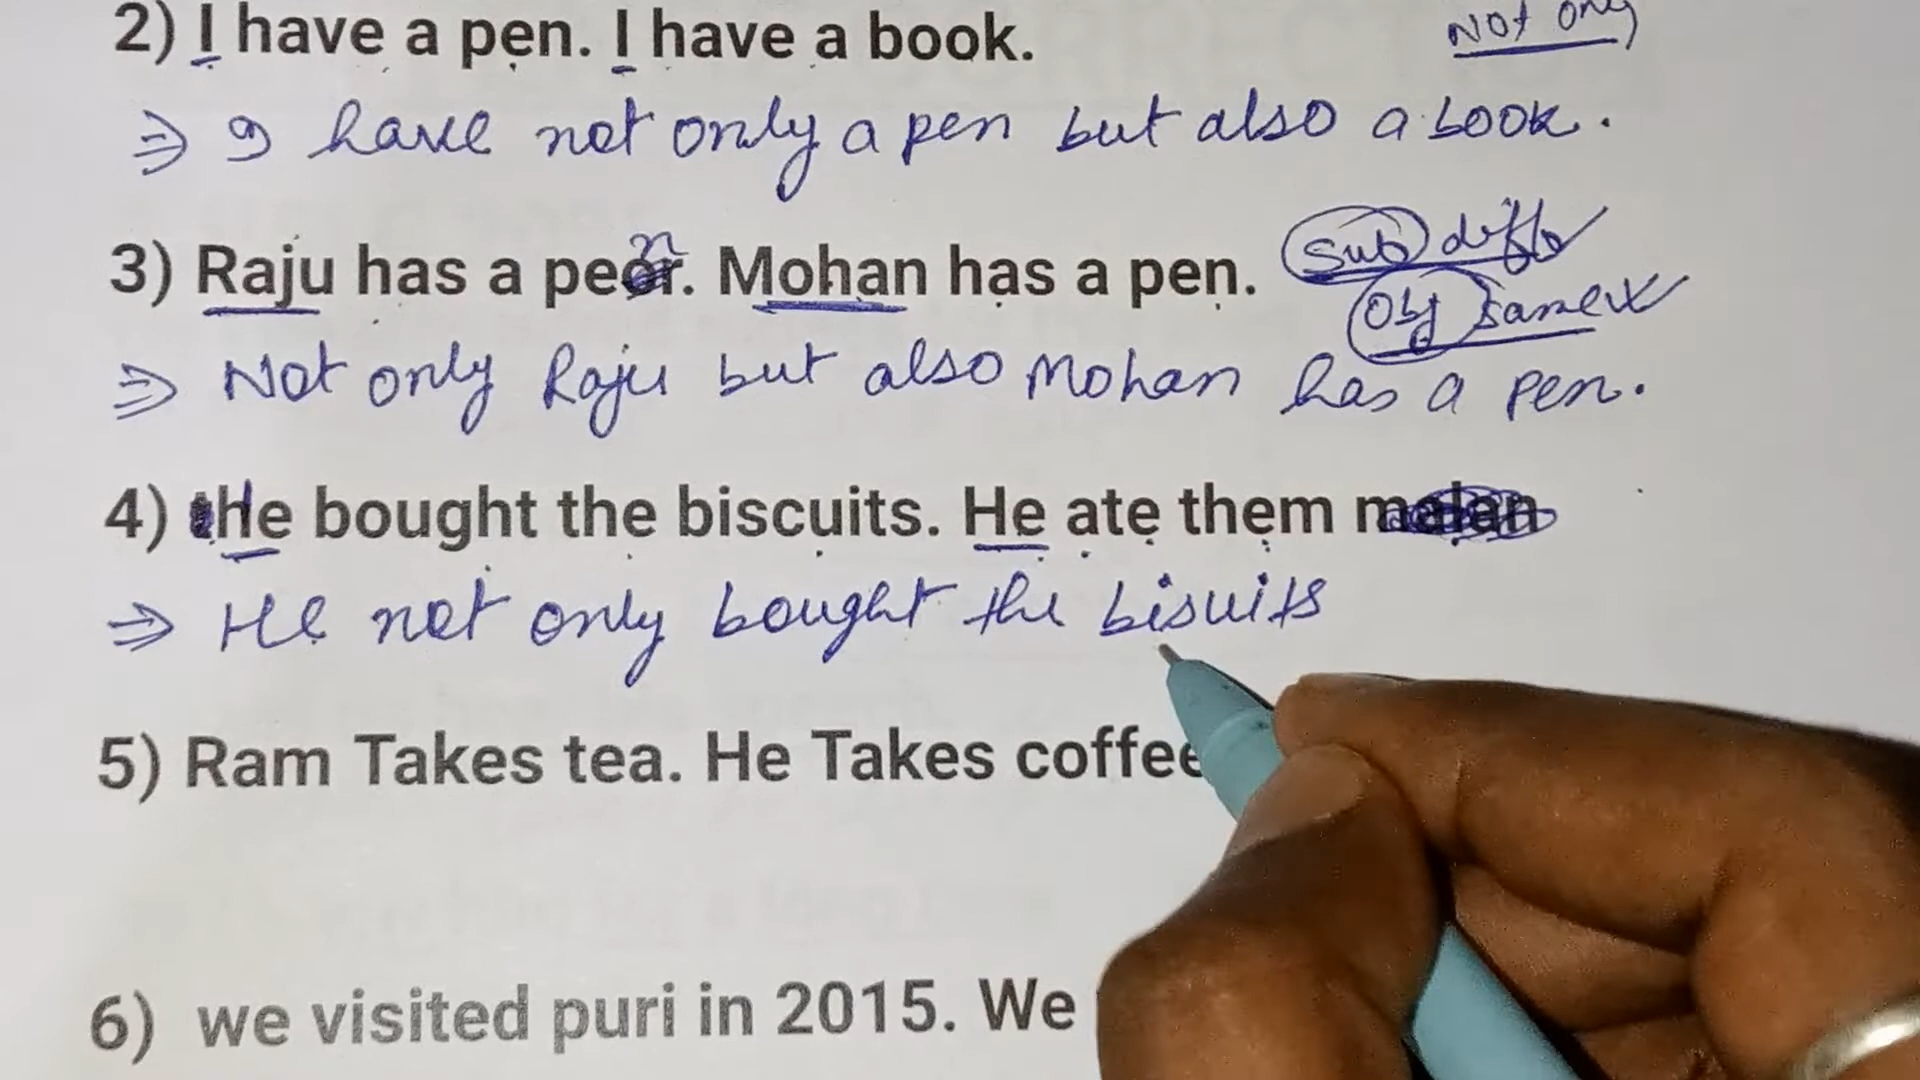 2) I have a pen. I have a book.
Not only
⇒ I have not only a pen but also a book.
3) Raju has a pen. Mohan has a pen.
Sub diff
Obj same
⇒ Not only Raju but also Mohan has a pen.
4) He bought the biscuits. He ate them
⇒ He not only bought the bisuits
5) Ram Takes tea. He Takes coffee
6) we visited puri in 2015. We